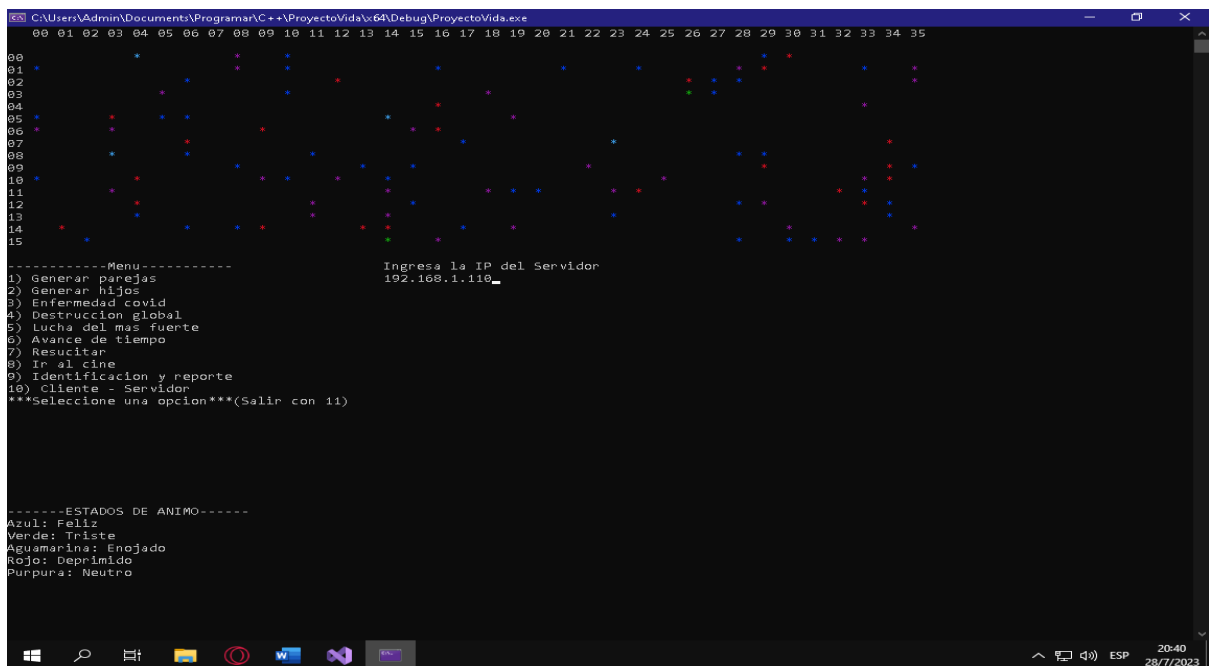 C:\Users\Admin\Documents\Programar\C++\ProyectoVida\x64\Debug\ProyectoVida.exe
00 01 02 03 04 05 06 07 08 09 10 11 12 13 14 15 16 17 18 19 20 21 22 23 24 25 26 27 28 29 30 31 32 33 34 35
00
01
02
03
04
05
06
07
08
09
10
11
12
13
14
15
------------Menu-----------
1) Generar parejas
2) Generar hijos
3) Enfermedad covid
4) Destruccion global
5) Lucha del mas fuerte
6) Avance de tiempo
7) Resucitar
8) Ir al cine
9) Identificacion y reporte
10) Cliente - Servidor
***Seleccione una opcion***(Salir con 11)
Ingresa la IP del Servidor
192.168.1.110_
-------ESTADOS DE ANIMO------
Azul: Feliz
Verde: Triste
Aguamarina: Enojado
Rojo: Deprimido
Purpura: Neutro
ESP
20:40
28/7/2023